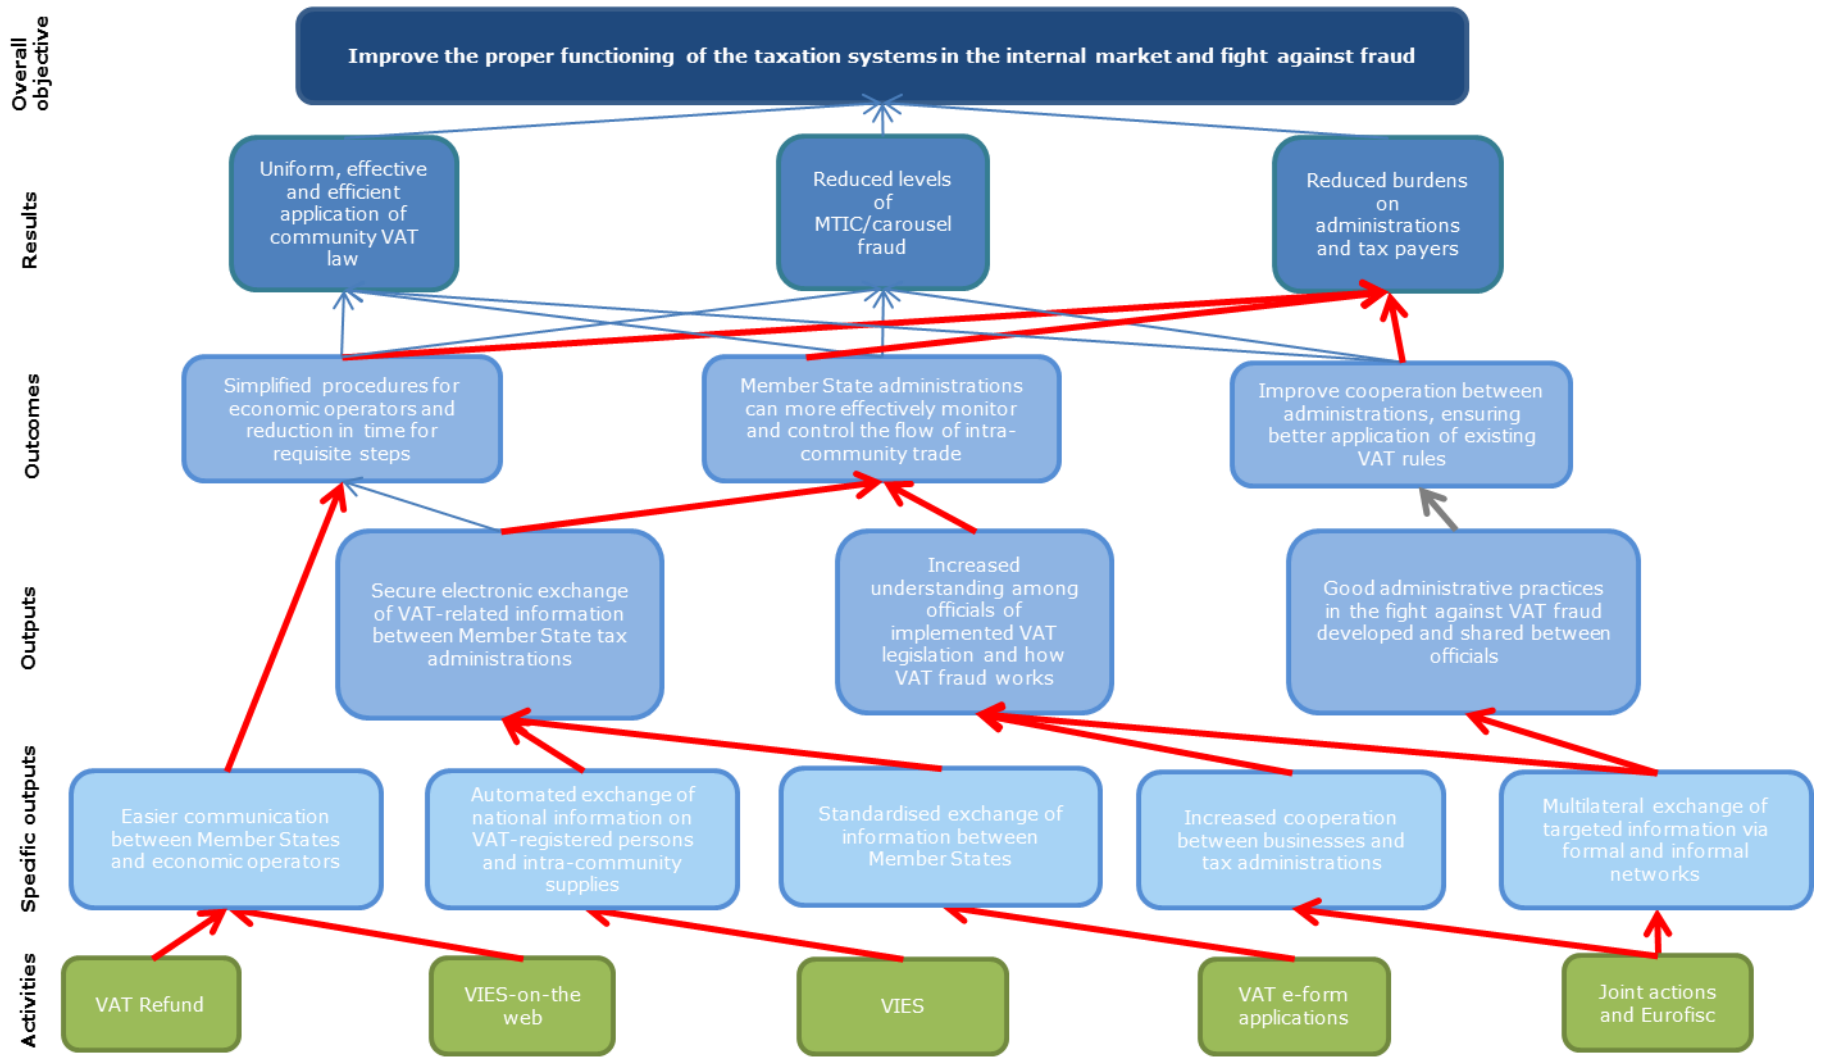 Overall
objective
Improve the proper functioning of the taxation systems in the internal market and fight against fraud
Results
Uniform, effective
and efficient
application of
community VAT
law
Reduced levels
of
MTIC/carousel
fraud
Reduced burdens
on
administrations
and tax payers
Outcomes
Simplified procedures for
economic operators and
reduction in time for
requisite steps
Member State administrations
can more effectively monitor
and control the flow of intra-
community trade
Improve cooperation between
administrations, ensuring
better application of existing
VAT rules
Outputs
Secure electronic exchange
of VAT-related information
between Member State tax
administrations
Increased
understanding among
officials of
implemented VAT
legislation and how
VAT fraud works
Good administrative practices
in the fight against VAT fraud
developed and shared between
officials
Specific outputs
Easier communication
between Member States
and economic operators
Automated exchange of
national information on
VAT-registered persons
and intra-community
supplies
Standardised exchange of
information between
Member States
Increased cooperation
between businesses and
tax administrations
Multilateral exchange of
targeted information via
formal and informal
networks
Activities
VAT Refund
VIES-on-the
web
VIES
VAT e-form
applications
Joint actions
and Eurofisc